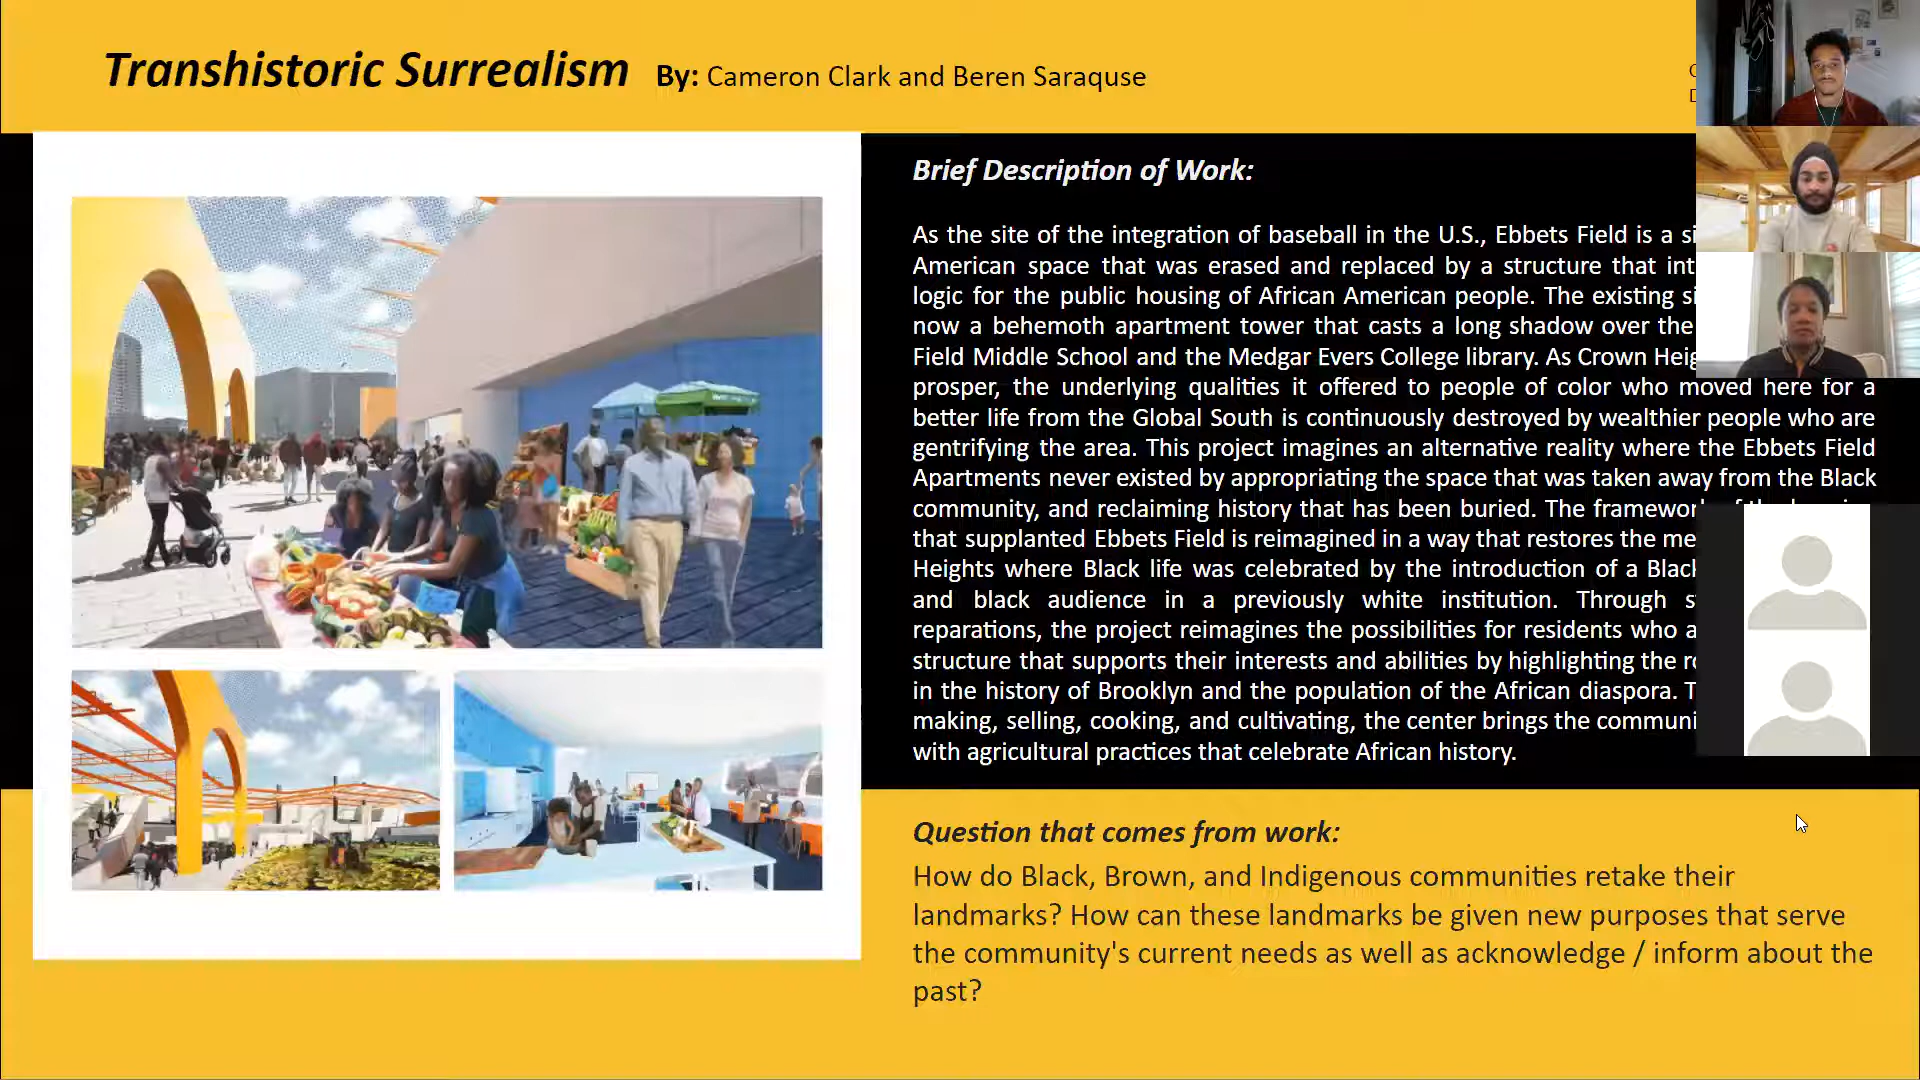 Transhistoric Surrealism By: Cameron Clark and Beren Saraquse
Brief Description of Work:
As the site of the integration of baseball in the U.S., Ebbets Field is a
American space that was erased and replaced by a structure that
logic for the public housing of African American people. The existing
now a behemoth apartment tower that casts a long shadow over the
Field Middle School and the Medgar Evers College library. As Crown
prosper, the underlying qualities it offered to people of color who moved here for a
better life from the Global South is continuously destroyed by wealthier people who are
gentrifying the area. This project imagines an alternative reality where the Ebbets Field
Apartments never existed by appropriating the space that was taken away from the Black
community, and reclaiming history that has been buried. The framework of the
that supplanted Ebbets Field is reimagined in a way that restores the
Heights where Black life was celebrated by the introduction of a Black
and black audience in a previously white institution. Through
reparations, the project reimagines the possibilities for residents who
structure that supports their interests and abilities by highlighting the
in the history of Brooklyn and the population of the African diaspora.
making, selling, cooking, and cultivating, the center brings the
with agricultural practices that celebrate African history.
Question that comes from work:
How do Black, Brown, and Indigenous communities retake their
landmarks? How can these landmarks be given new purposes that serve
the community's current needs as well as acknowledge / inform about the
past?